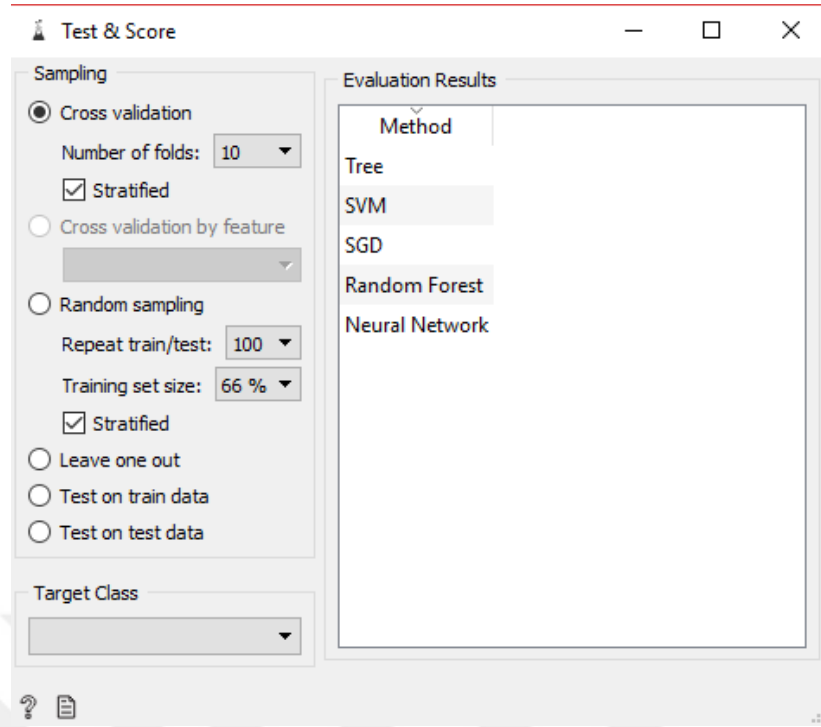 Test & Score
Sampling
Cross validation
Number of folds: 10
Stratified
Cross validation by feature
Random sampling
Repeat train/test: 100
Training set size: 66 %
Stratified
Leave one out
Test on train data
Test on test data
Target Class
Evaluation Results
Method
Tree
SVM
SGD
Random Forest
Neural Network
?